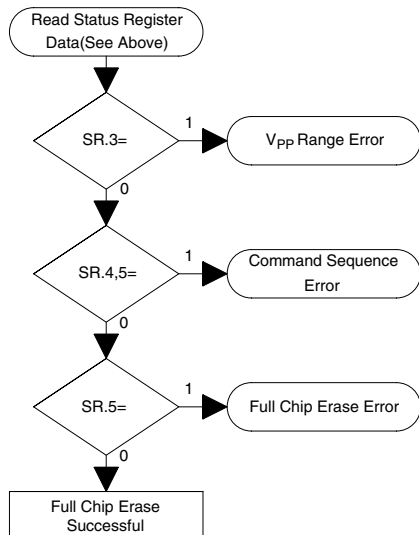 Read Status Register
Data(See Above)
SR.3=
1
VPP Range Error
0
SR.4,5=
1
Command Sequence
Error
0
SR.5=
1
Full Chip Erase Error
0
Full Chip Erase
Successful